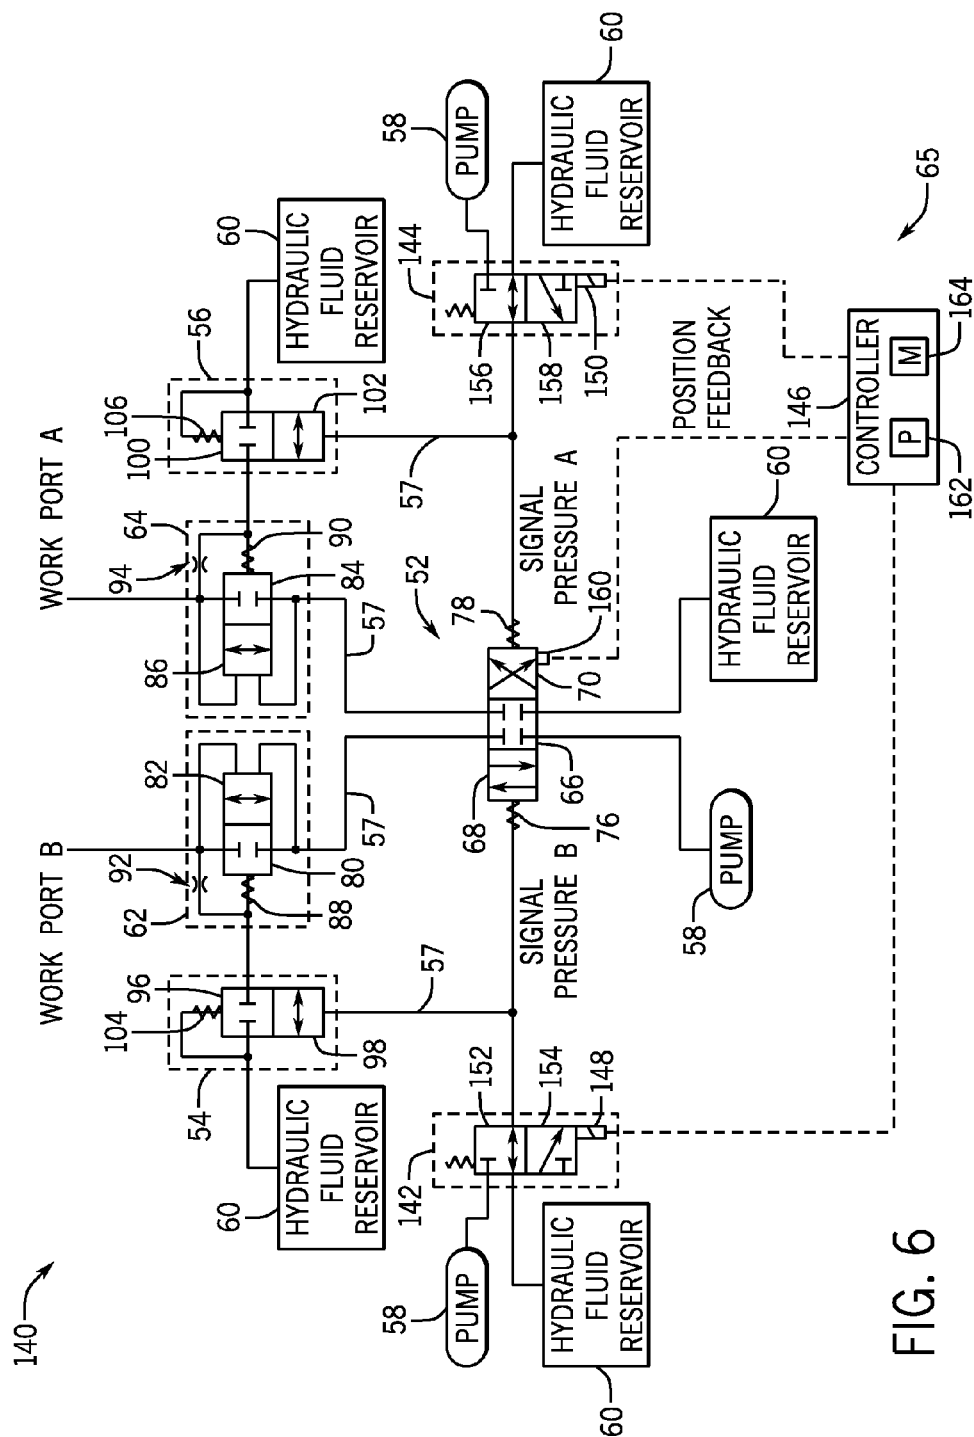 140
WORK PORT B
WORK PORT A
54
104
96
62
92
82
86
94
64
100
106
56
60
HYDRAULIC
FLUID
RESERVOIR
98
88
80
57
57
84
90
102
60
HYDRAULIC
FLUID
RESERVOIR
58
PUMP
142
152
154
148
57
SIGNAL
PRESSURE B
68
76
66
52
78
70
160
SIGNAL
PRESSURE A
57
156
158
150
144
58
PUMP
60
HYDRAULIC
FLUID
RESERVOIR
60
HYDRAULIC
FLUID
RESERVOIR
58
PUMP
60
HYDRAULIC
FLUID
RESERVOIR
POSITION
FEEDBACK
146
CONTROLLER
P
M
162
164
65
FIG. 6